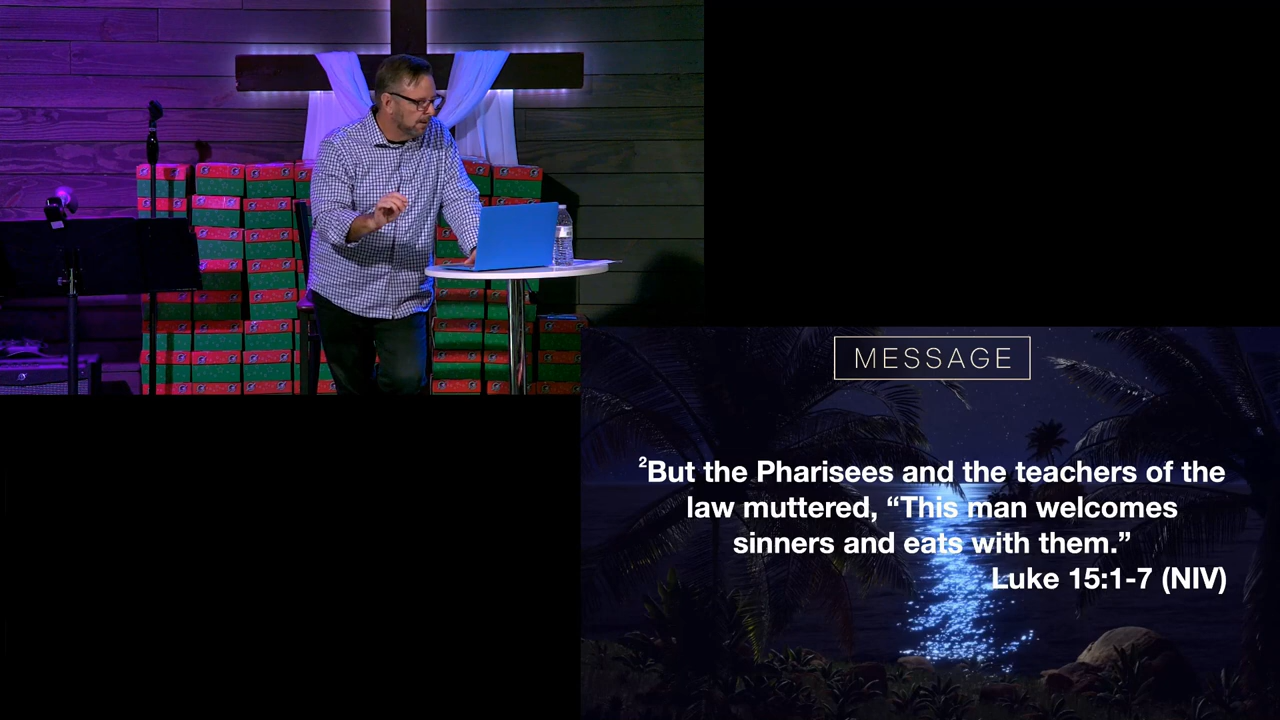 MESSAGE
²But the Pharisees and the teachers of the
law muttered, “This man welcomes
sinners and eats with them.”
Luke 15:1-7 (NIV)